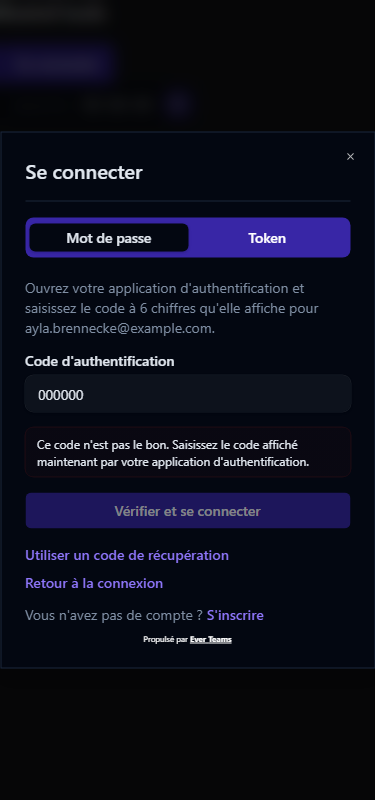 ×
Se connecter
Mot de passe
Token
Ouvrez votre application d'authentification et
saisissez le code à 6 chiffres qu'elle affiche pour
ayla.brennecke@example.com.
Code d'authentification
000000
Ce code n'est pas le bon. Saisissez le code affiché
maintenant par votre application d'authentification.
Vérifier et se connecter
Utiliser un code de récupération
Retour à la connexion
Vous n'avez pas de compte ? S'inscrire
Propulsé par Ever Teams